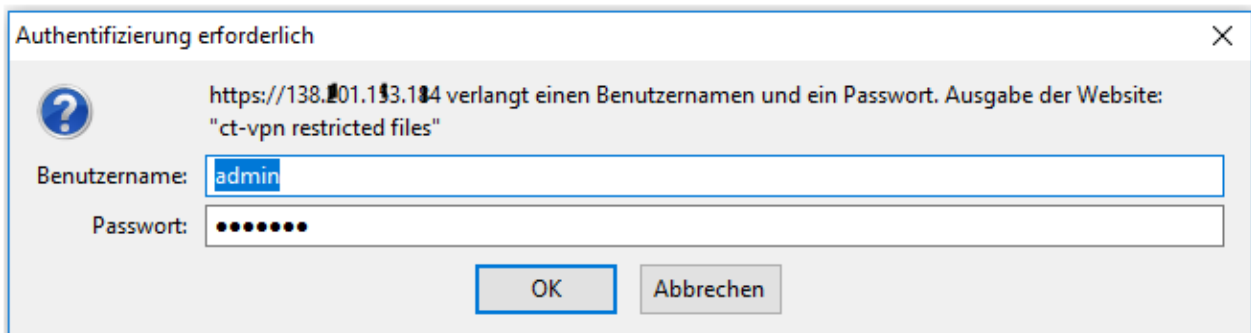 Authentifizierung erforderlich
verlangt einen Benutzernamen und ein Passwort. Ausgabe der Website:
"ct-vpn restricted files"
Benutzername: admin
Passwort: •••••••
OK Abbrechen